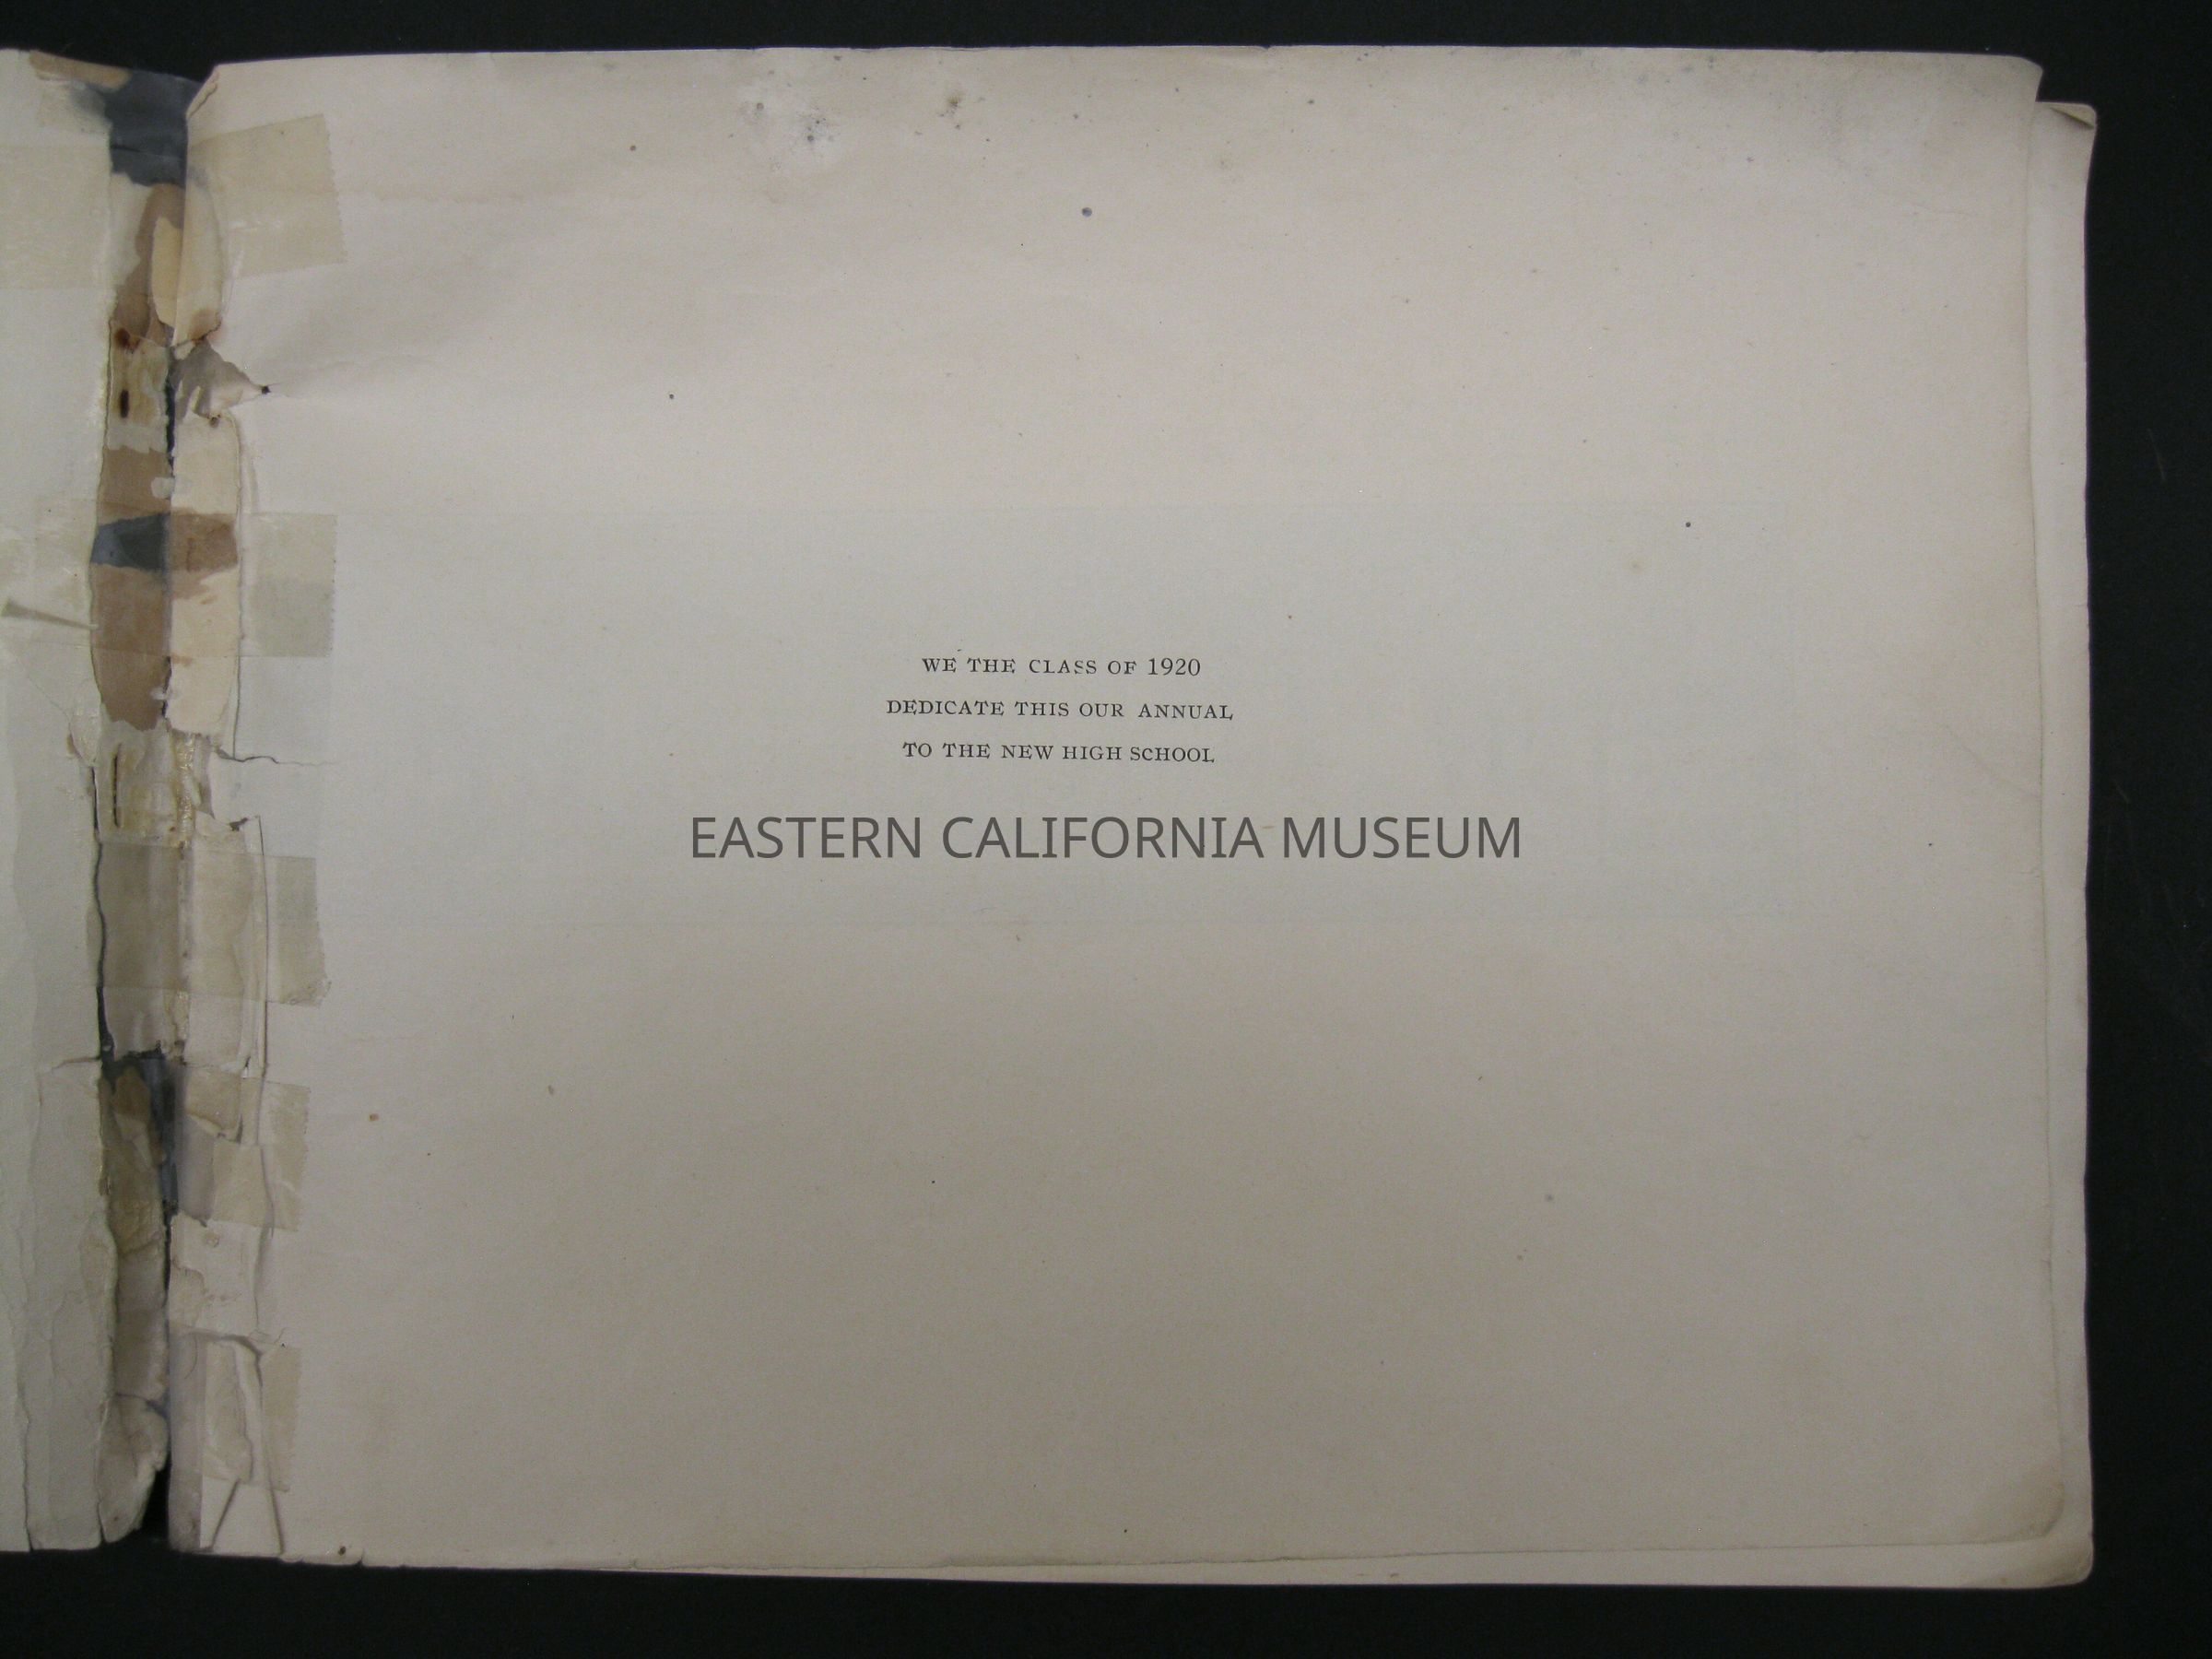 WE THE CLASS OF 1920
DEDICATE THIS OUR ANNUAL
TO THE NEW HIGH SCHOOL
EASTERN CALIFORNIA MUSEUM